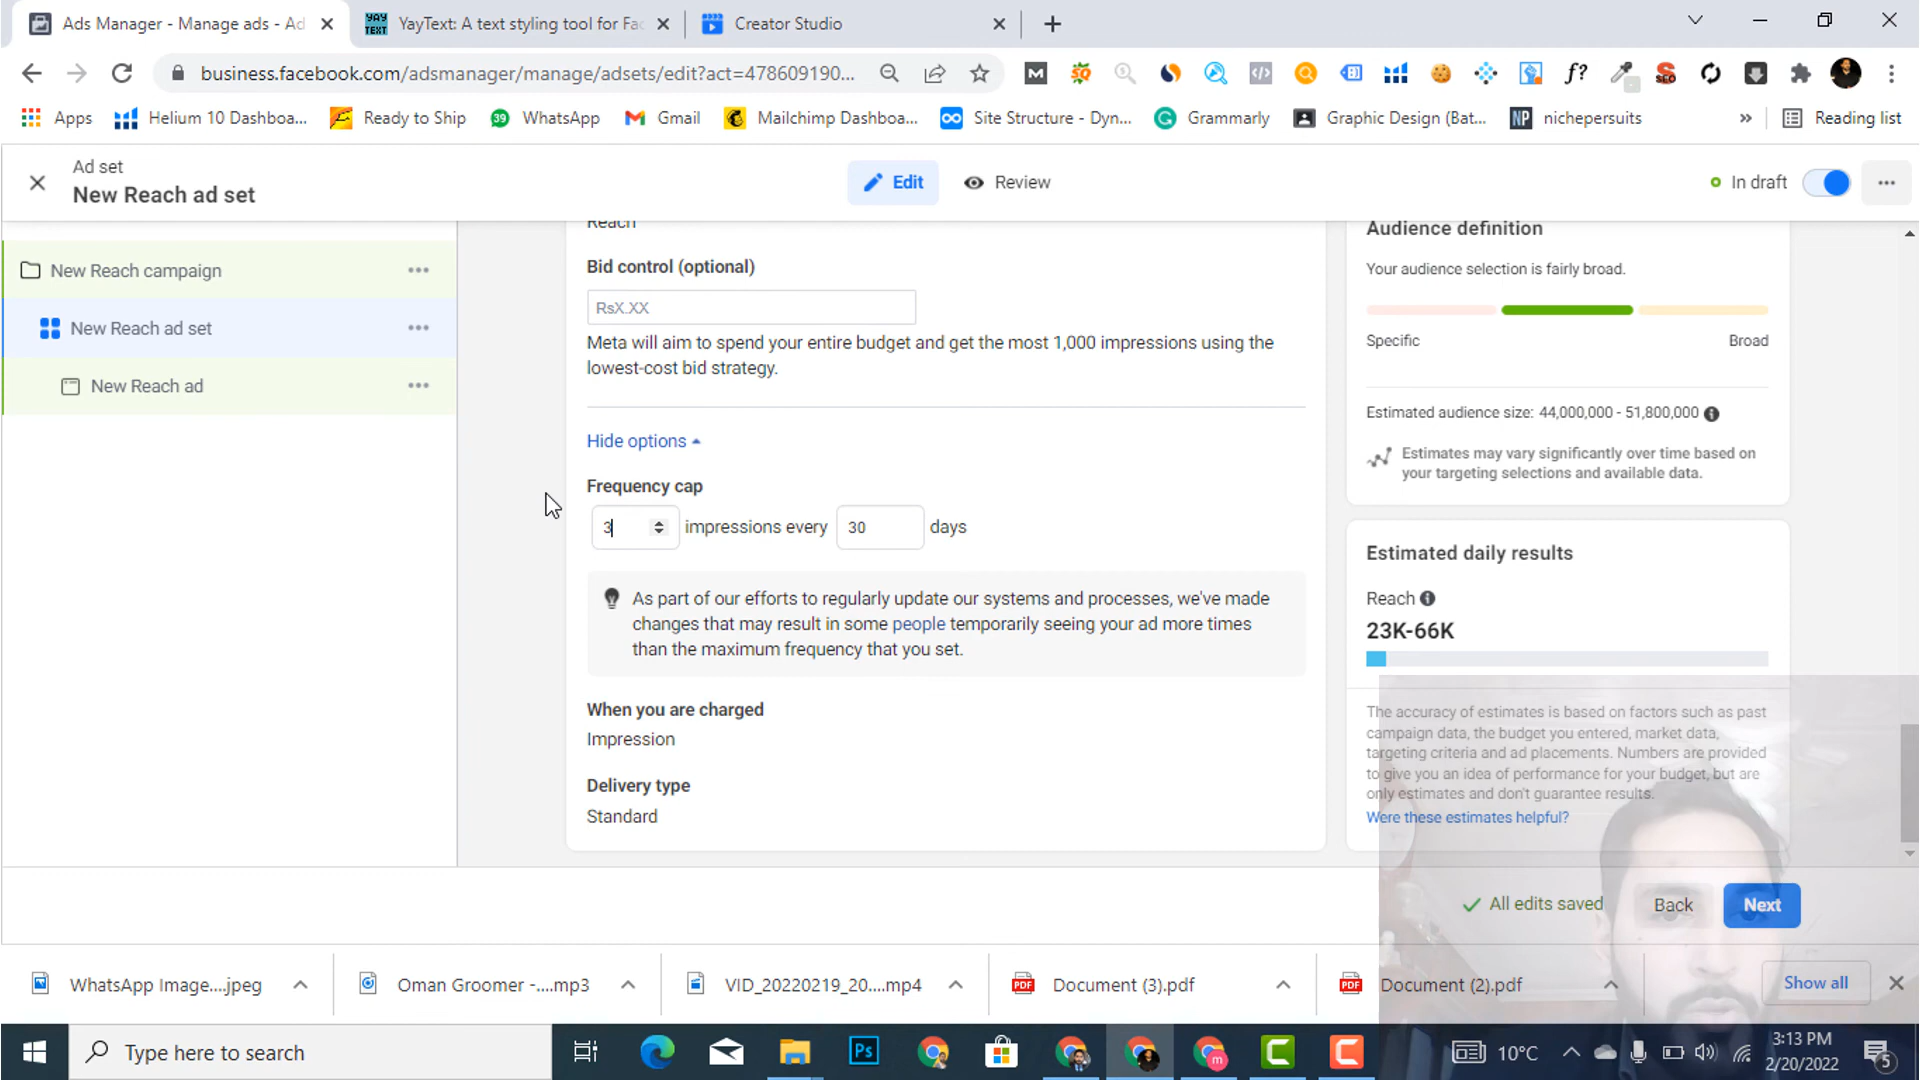 Ads Manager - Manage ads - Ad
YayText: A text styling tool for Fac
Creator Studio
business.facebook.com/adsmanager/manage/adsets/edit?act=478609190...
Apps
Helium 10 Dashboa...
Ready to Ship
WhatsApp
Gmail
Mailchimp Dashboa...
Site Structure - Dyn...
Grammarly
Graphic Design (Bat...
nichepersuits
»
Reading list
Ad set
New Reach ad set
Edit
Review
In draft
New Reach campaign
New Reach ad set
New Reach ad
Reach
Bid control (optional)
RsX.XX
Meta will aim to spend your entire budget and get the most 1,000 impressions using the
lowest-cost bid strategy.
Hide options
Frequency cap
3 impressions every 30 days
As part of our efforts to regularly update our systems and processes, we've made
changes that may result in some people temporarily seeing your ad more times
than the maximum frequency that you set.
When you are charged
Impression
Delivery type
Standard
Audience definition
Your audience selection is fairly broad.
Specific
Broad
Estimated audience size: 44,000,000 - 51,800,000
Estimates may vary significantly over time based on
your targeting selections and available data.
Estimated daily results
Reach
23K-66K
The accuracy of estimates is based on factors such as past
campaign data, the budget you entered, market data,
targeting criteria and ad placements. Numbers are provided
to give you an idea of performance for your budget, but are
only estimates and don't guarantee results.
Were these estimates helpful?
All edits saved
Back
Next
WhatsApp Image....jpeg
Oman Groomer -....mp3
VID_20220219_20....mp4
Document (3).pdf
Document (2).pdf
Show all
Type here to search
10°C
3:13 PM
2/20/2022
5